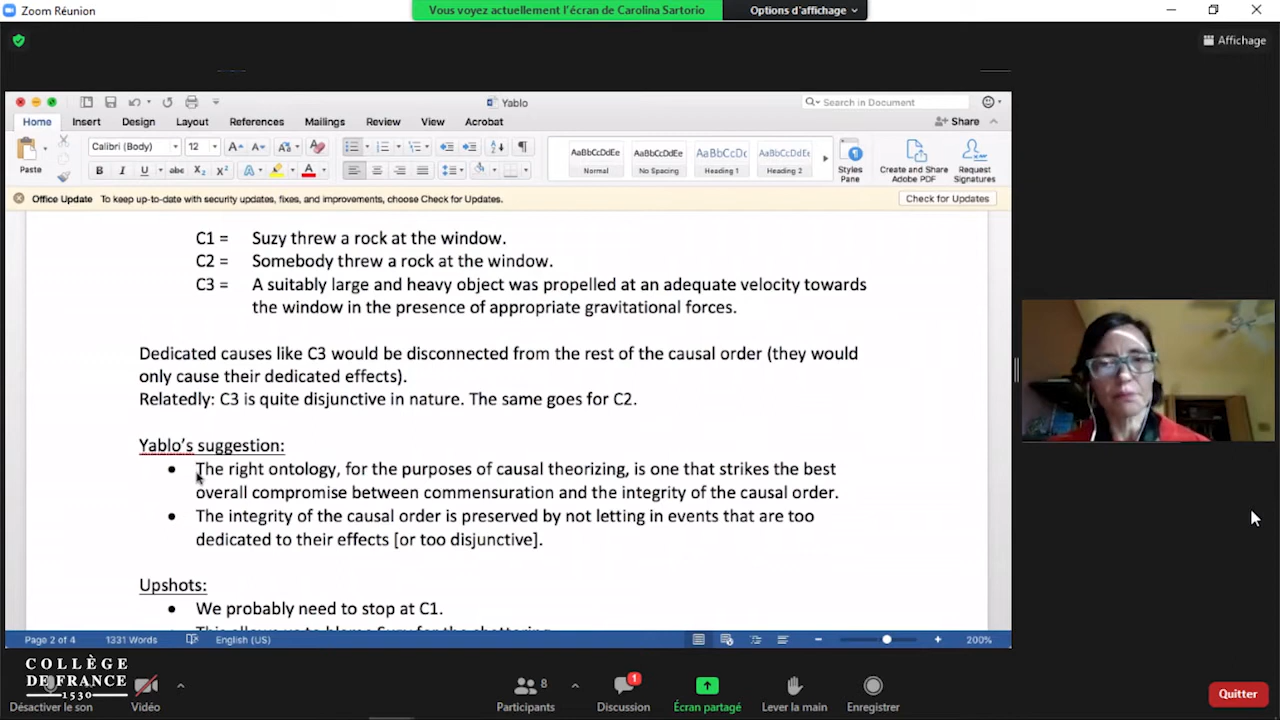 Zoom Réunion
Vous voyez actuellement l'écran de Carolina Sartorio
Options d'affichage
Affichage
Yablo
Search in Document
Home Insert Design Layout References Mailings Review View Acrobat
Share
Calibri (Body) 12
Paste
AaBbCcDdEe AaBbCcDdEe AaBbCcDc AaBbCcDdEe
Normal No Spacing Heading 1 Heading 2
Styles Pane
Create and Share Adobe PDF
Request Signatures
Office Update To keep up-to-date with security updates, fixes, and improvements, choose Check for Updates.
Check for Updates
C1 = Suzy threw a rock at the window.
C2 = Somebody threw a rock at the window.
C3 = A suitably large and heavy object was propelled at an adequate velocity towards
the window in the presence of appropriate gravitational forces.
Dedicated causes like C3 would be disconnected from the rest of the causal order (they would
only cause their dedicated effects).
Relatedly: C3 is quite disjunctive in nature. The same goes for C2.
Yablo's suggestion:
• The right ontology, for the purposes of causal theorizing, is one that strikes the best
overall compromise between commensuration and the integrity of the causal order.
• The integrity of the causal order is preserved by not letting in events that are too
dedicated to their effects [or too disjunctive].
Upshots:
• We probably need to stop at C1.
Page 2 of 4 1331 Words English (US) 200%
COLLÈGE
DE FRANCE
1530
Désactiver le son
Vidéo
8
Participants
1
Discussion
Écran partagé
Lever la main
Enregistrer
Quitter